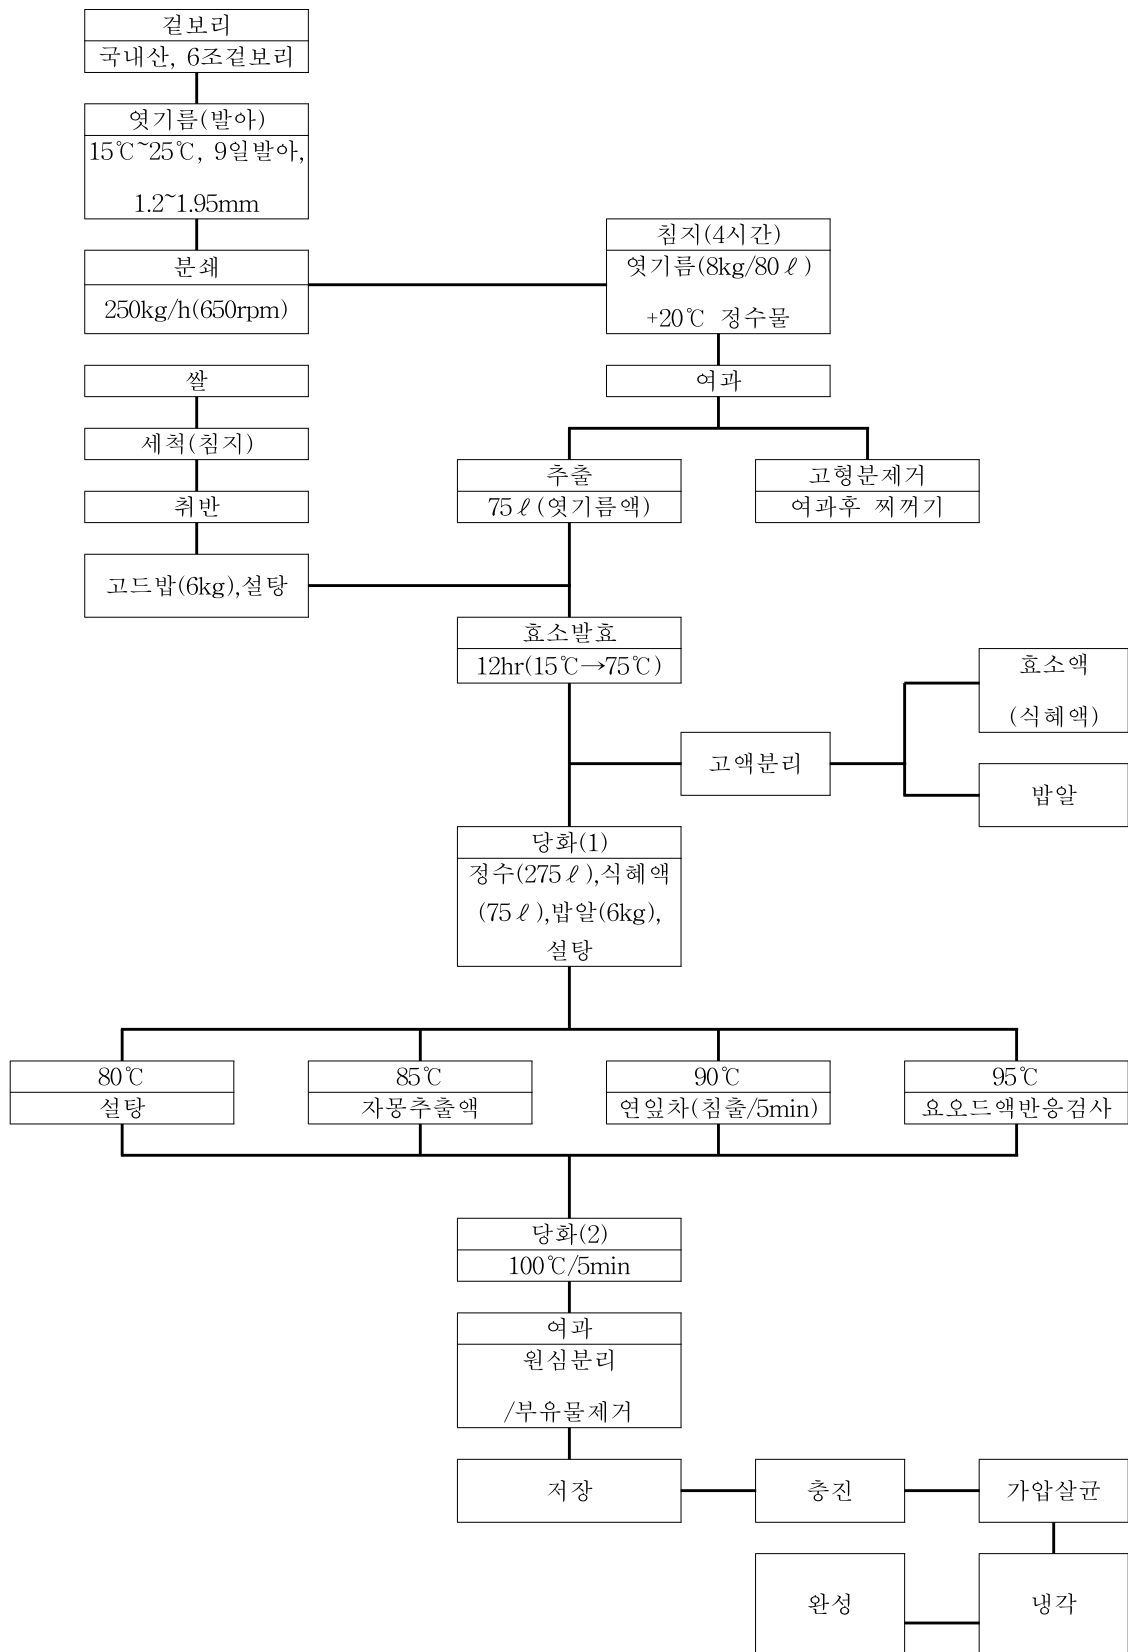 겉보리
국내산, 6조겉보리
엿기름(발아)
15℃~25℃, 9일발아,
1.2~1.95mm
분쇄
250kg/h(650rpm)
침지(4시간)
엿기름(8kg/80ℓ)
+20℃ 정수물
쌀
여과
세척(침지)
취반
추출
75ℓ(엿기름액)
고형분제거
여과후 찌꺼기
고드밥(6kg),설탕
효소발효
12hr(15℃→75℃)
효소액
(식혜액)
고액분리
밥알
당화(1)
정수(275ℓ),식혜액
(75ℓ),밥알(6kg),
설탕
80℃
설탕
85℃
자몽추출액
90℃
연잎차(침출/5min)
95℃
요오드액반응검사
당화(2)
100℃/5min
여과
원심분리
/부유물제거
저장
충진
가압살균
완성
냉각